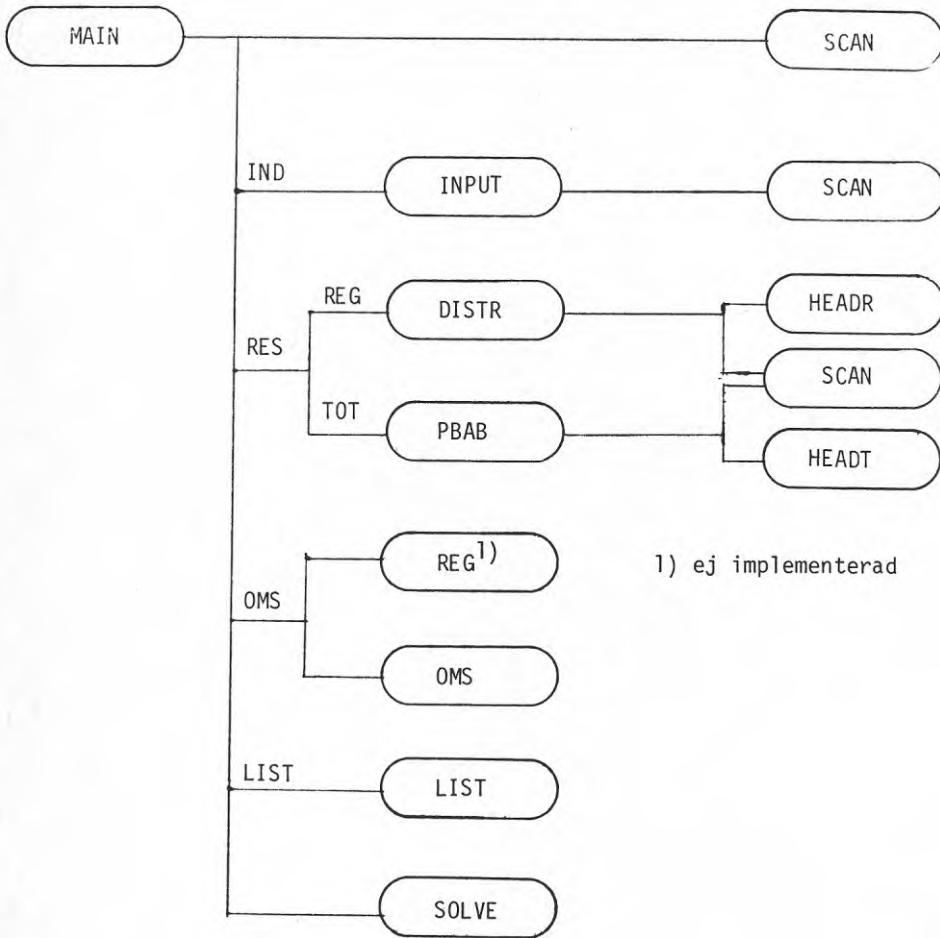 MAIN
SCAN
IND
INPUT
SCAN
REG
DISTR
HEADR
RES
SCAN
TOT
PBAB
HEADT
REG1)
1) ej implementerad
OMS
OMS
LIST
LIST
SOLVE